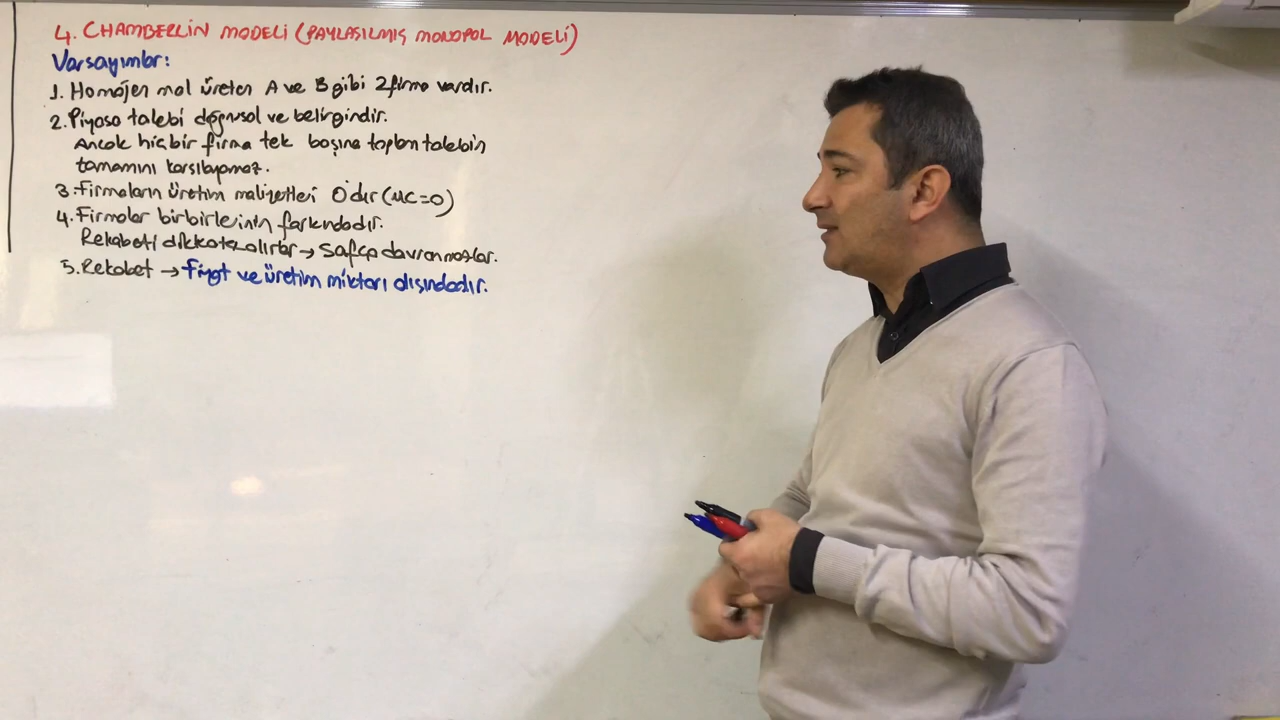 4. CHAMBERLİN MODELİ (PAYLAŞILMIŞ MONOPOL MODELİ)
Varsayımlar:
1. Homojen mal üreten A ve B gibi 2 firma vardır.
2. Piyasa talebi doğrusal ve belirgindir.
Ancak hiçbir firma tek başına toplam talebin
tamamını karşılayamaz.
3. Firmaların üretim maliyetleri 0'dır (MC=0)
4. Firmalar birbirlerinin farkındadır.
Rekabeti dikkate alırlar → Safça davranmazlar.
5. Rekabet → Fiyat ve üretim miktarı dışındadır.